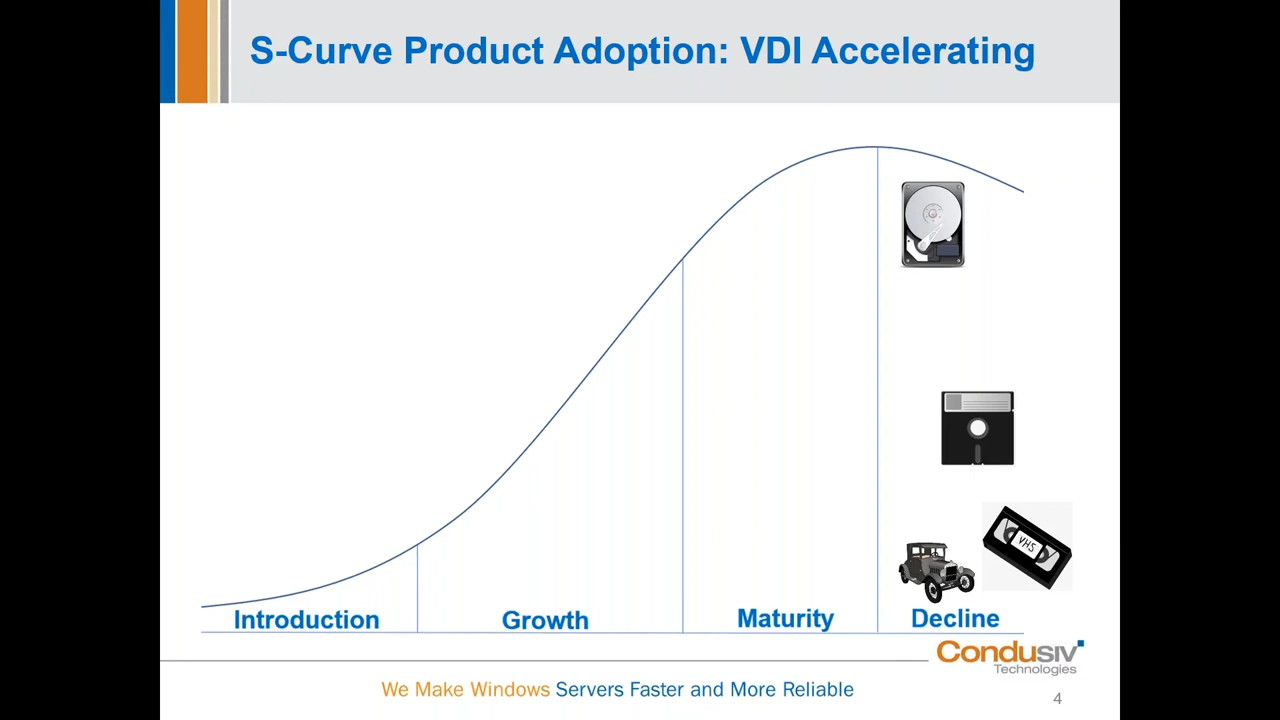 S-Curve Product Adoption: VDI Accelerating
VHS
Introduction
Growth
Maturity
Decline
Condusiv
Technologies
We Make Windows Servers Faster and More Reliable
4